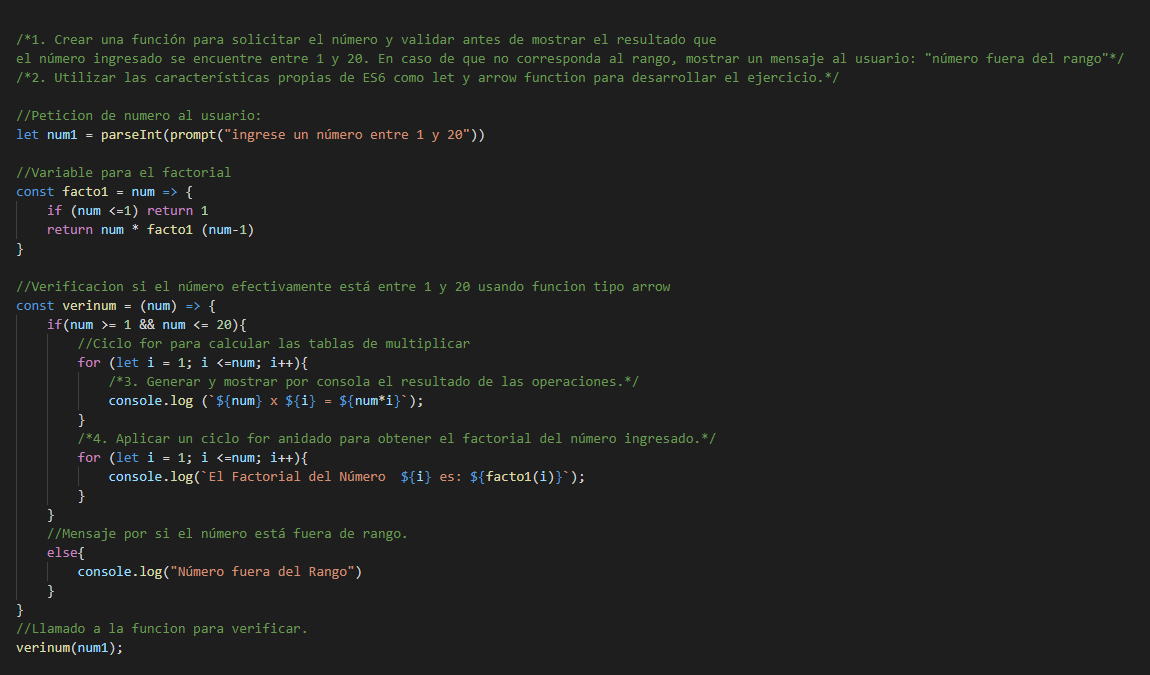 /*1. Crear una función para solicitar el número y validar antes de mostrar el resultado que
el número ingresado se encuentre entre 1 y 20. En caso de que no corresponda al rango, mostrar un mensaje al usuario: "número fuera del rango"*/
/*2. Utilizar las características propias de ES6 como let y arrow function para desarrollar el ejercicio.*/

//Peticion de numero al usuario:
let num1 = parseInt(prompt("ingrese un número entre 1 y 20"))

//Variable para el factorial
const facto1 = num => {
    if (num <=1) return 1
    return num * facto1 (num-1)
}

//Verificacion si el número efectivamente está entre 1 y 20 usando funcion tipo arrow
const verinum = (num) => {
    if(num >= 1 && num <= 20){
        //Ciclo for para calcular las tablas de multiplicar
        for (let i = 1; i <=num; i++){
            /*3. Generar y mostrar por consola el resultado de las operaciones.*/
            console.log (`${num} x ${i} = ${num*i}`);
        }
        /*4. Aplicar un ciclo for anidado para obtener el factorial del número ingresado.*/
        for (let i = 1; i <=num; i++){
            console.log(`El Factorial del Número  ${i} es: ${facto1(i)}`);
        }
    }
    //Mensaje por si el número está fuera de rango.
    else{
        console.log("Número fuera del Rango")
    }
}
//Llamado a la funcion para verificar.
verinum(num1);